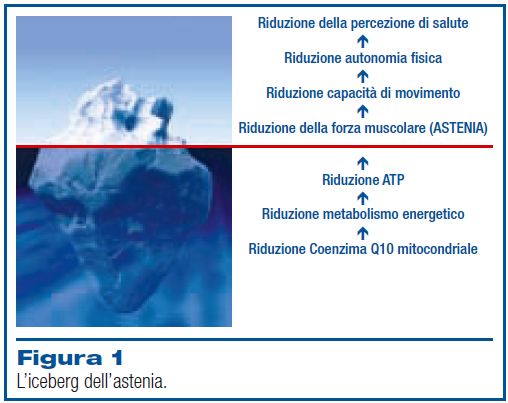 Riduzione della percezione di salute
Riduzione autonomia fisica
Riduzione capacità di movimento
Riduzione della forza muscolare (ASTENIA)
Riduzione ATP
Riduzione metabolismo energetico
Riduzione Coenzima Q10 mitocondriale
Figura 1
L’iceberg dell’astenia.